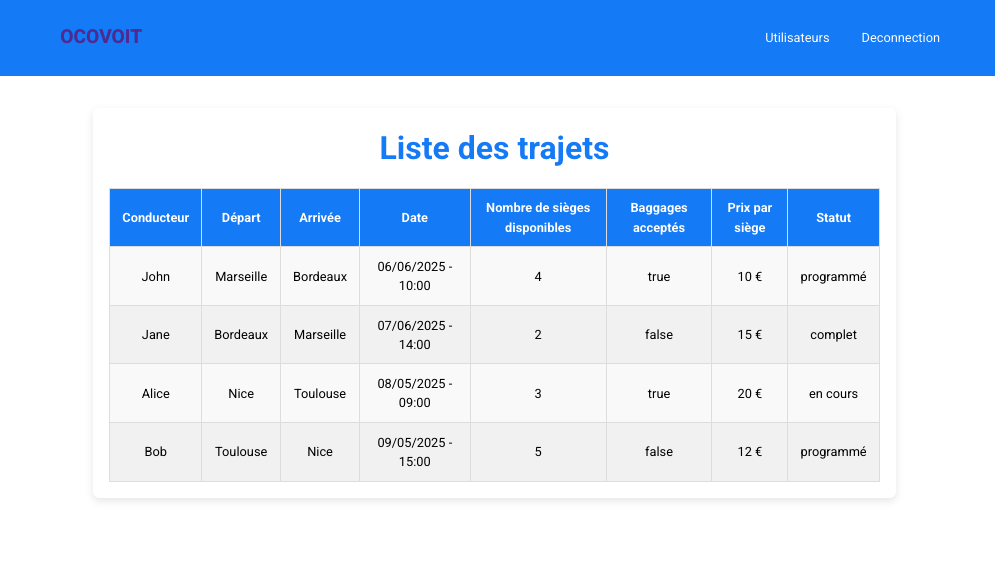 OCOVOIT
Utilisateurs Deconnection
Liste des trajets
Conducteur Départ Arrivée Date Nombre de sièges disponibles Baggages acceptés Prix par siège Statut
John Marseille Bordeaux 06/06/2025 - 10:00 4 true 10 € programmé
Jane Bordeaux Marseille 07/06/2025 - 14:00 2 false 15 € complet
Alice Nice Toulouse 08/05/2025 - 09:00 3 true 20 € en cours
Bob Toulouse Nice 09/05/2025 - 15:00 5 false 12 € programmé